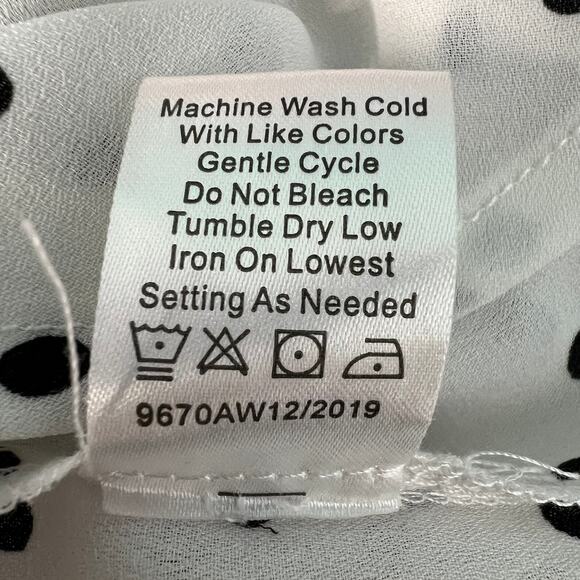 Machine Wash Cold
With Like Colors
Gentle Cycle
Do Not Bleach
Tumble Dry Low
Iron On Lowest
Setting As Needed
9670AW12/2019